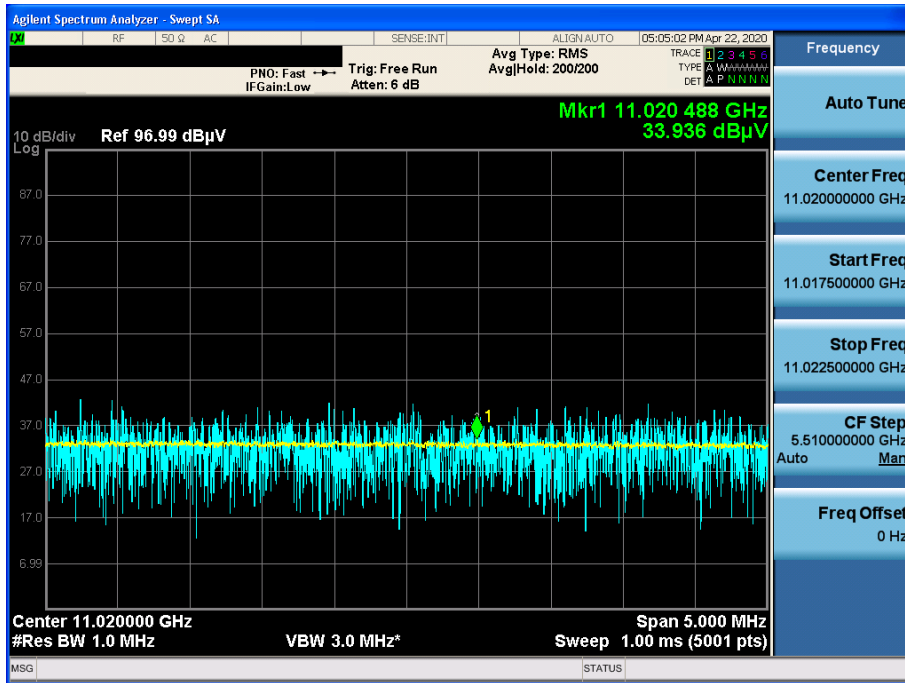 Agilent Spectrum Analyzer - Swept SA
LXI RF 50 Ω AC SENSE:INT ALIGN AUTO 05:05:02 PM Apr 22, 2020
Frequency
PNO: Fast Trig: Free Run Avg Type: RMS TRACE 1 2 3 4 5 6
IFGain:Low Atten: 6 dB Avg|Hold: 200/200 TYPE A WWWWW
DET A P N N N N
Auto Tune
Mkr1 11.020 488 GHz
33.936 dBµV
10 dB/div Ref 96.99 dBµV
Log
Center Freq
11.020000000 GHz
87.0
77.0
Start Freq
11.017500000 GHz
67.0
57.0
Stop Freq
11.022500000 GHz
47.0
37.0
1
CF Step
5.510000000 GHz
Auto Man
27.0
17.0
Freq Offset
0 Hz
6.99
Center 11.020000 GHz Span 5.000 MHz
#Res BW 1.0 MHz VBW 3.0 MHz* Sweep 1.00 ms (5001 pts)
MSG STATUS